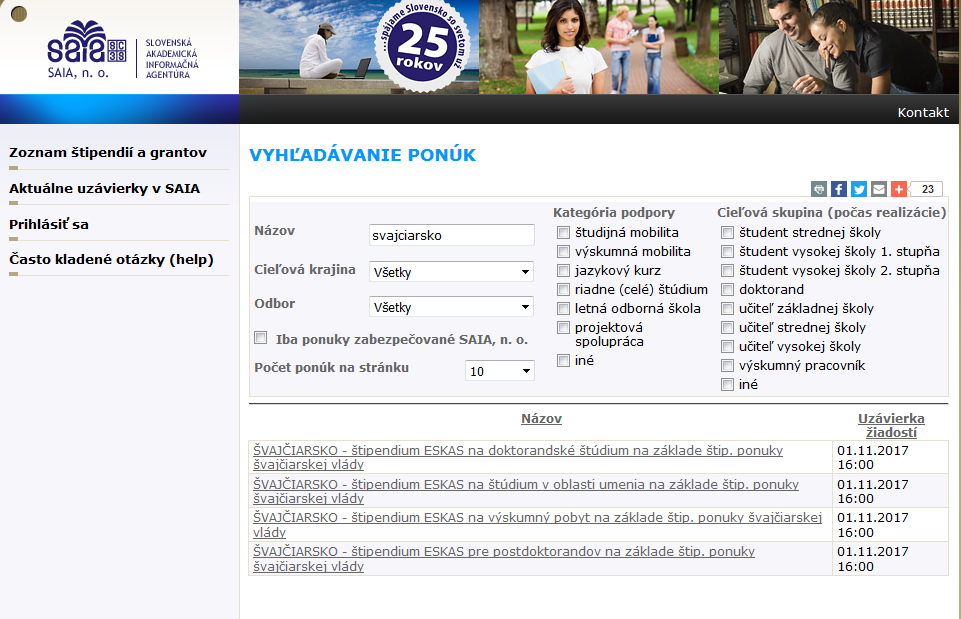 saia
SAIA, n. o.
SLOVENSKÁ
AKADEMICKÁ
INFORMAČNÁ
AGENTÚRA
spájame Slovensko so svetom už
25
rokov
Kontakt
Zoznam štipendií a grantov
Aktuálne uzávierky v SAIA
Prihlásiť sa
Často kladené otázky (help)
VYHĽADÁVANIE PONÚK
23
Názov
svajciarsko
Cieľová krajina
Všetky
Odbor
Všetky
Iba ponuky zabezpečované SAIA, n. o.
Počet ponúk na stránku
10
Kategória podpory
študijná mobilita
výskumná mobilita
jazykový kurz
riadne (celé) štúdium
letná odborná škola
projektová
spolupráca
iné
Cieľová skupina (počas realizácie)
študent strednej školy
študent vysokej školy 1. stupňa
študent vysokej školy 2. stupňa
doktorand
učiteľ základnej školy
učiteľ strednej školy
učiteľ vysokej školy
výskumný pracovník
iné
Názov
Uzávierka
žiadostí
ŠVAJČIARSKO - štipendium ESKAS na doktorandské štúdium na základe štip. ponuky
švajčiarskej vlády
01.11.2017
16:00
ŠVAJČIARSKO - štipendium ESKAS na štúdium v oblasti umenia na základe štip. ponuky
švajčiarskej vlády
01.11.2017
16:00
ŠVAJČIARSKO - štipendium ESKAS na výskumný pobyt na základe štip. ponuky švajčiarskej
vlády
01.11.2017
16:00
ŠVAJČIARSKO - štipendium ESKAS pre postdoktorandov na základe štip. ponuky
švajčiarskej vlády
01.11.2017
16:00